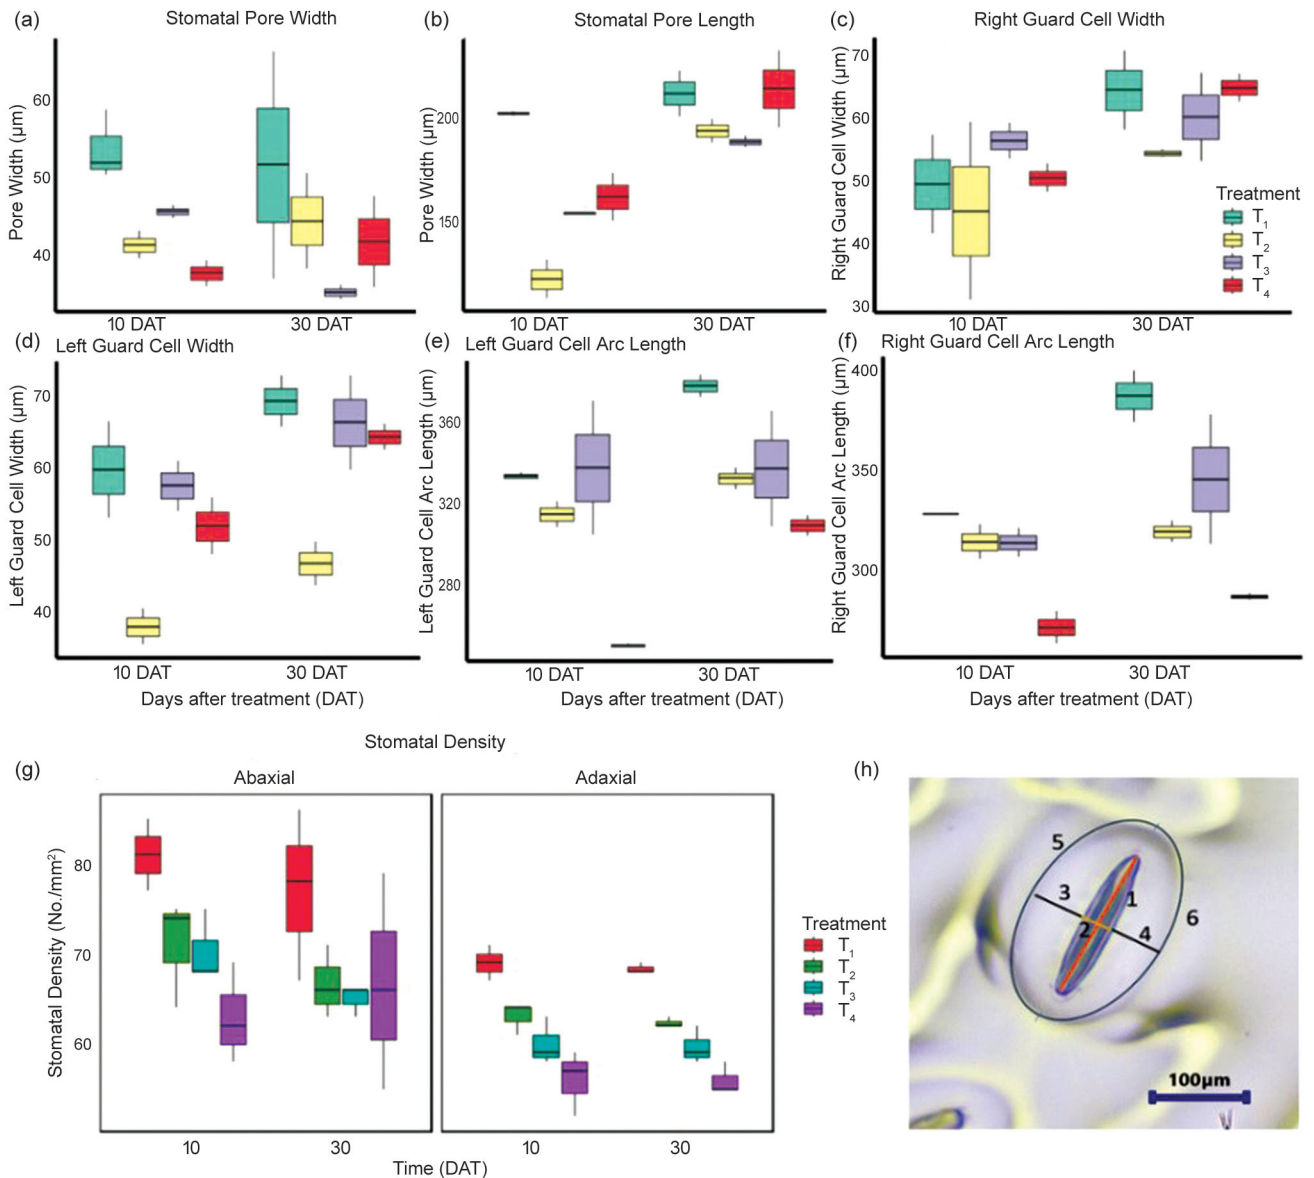 (a) Stomatal Pore Width
Pore Width (µm)
60
50
40
10 DAT 30 DAT
(b) Stomatal Pore Length
Pore Width (µm)
200
150
10 DAT 30 DAT
(c) Right Guard Cell Width
Right Guard Cell Width (µm)
70
60
50
40
30
10 DAT 30 DAT
Treatment
T1
T2
T3
T4
(d) Left Guard Cell Width
Left Guard Cell Width (µm)
70
60
50
40
10 DAT 30 DAT
Days after treatment (DAT)
(e) Left Guard Cell Arc Length
Left Guard Cell Arc Length (µm)
360
320
280
10 DAT 30 DAT
Days after treatment (DAT)
(f) Right Guard Cell Arc Length
Right Guard Cell Arc Length (µm)
400
350
300
10 DAT 30 DAT
Days after treatment (DAT)
Stomatal Density
(g) Abaxial Adaxial
Stomatal Density (No./mm²)
80
70
60
10 30 10 30
Time (DAT)
Treatment
T1
T2
T3
T4
(h)
5
3
1
6
2
4
100µm